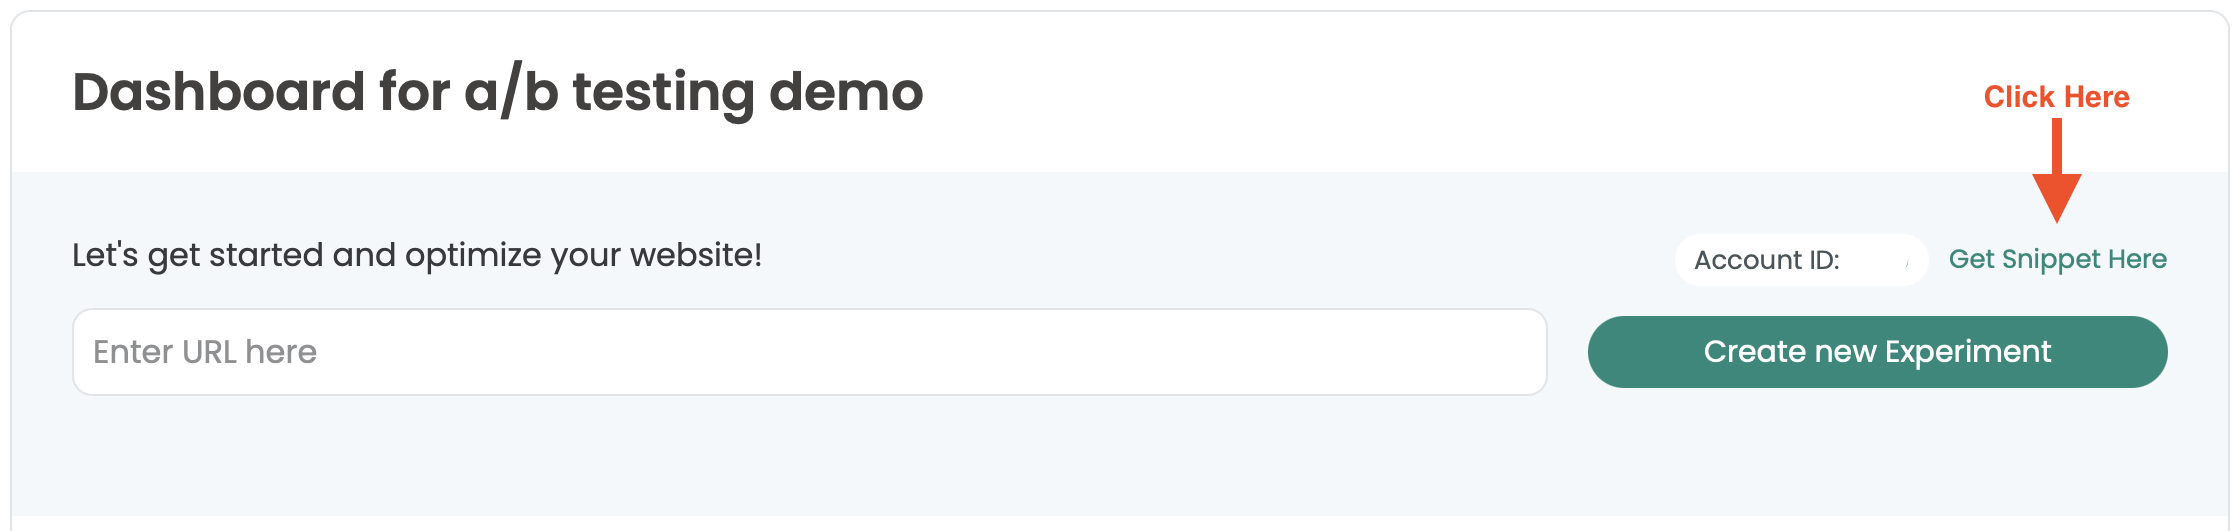 Dashboard for a/b testing demo
Click Here
Let's get started and optimize your website!
Account ID:
Get Snippet Here
Enter URL here
Create new Experiment